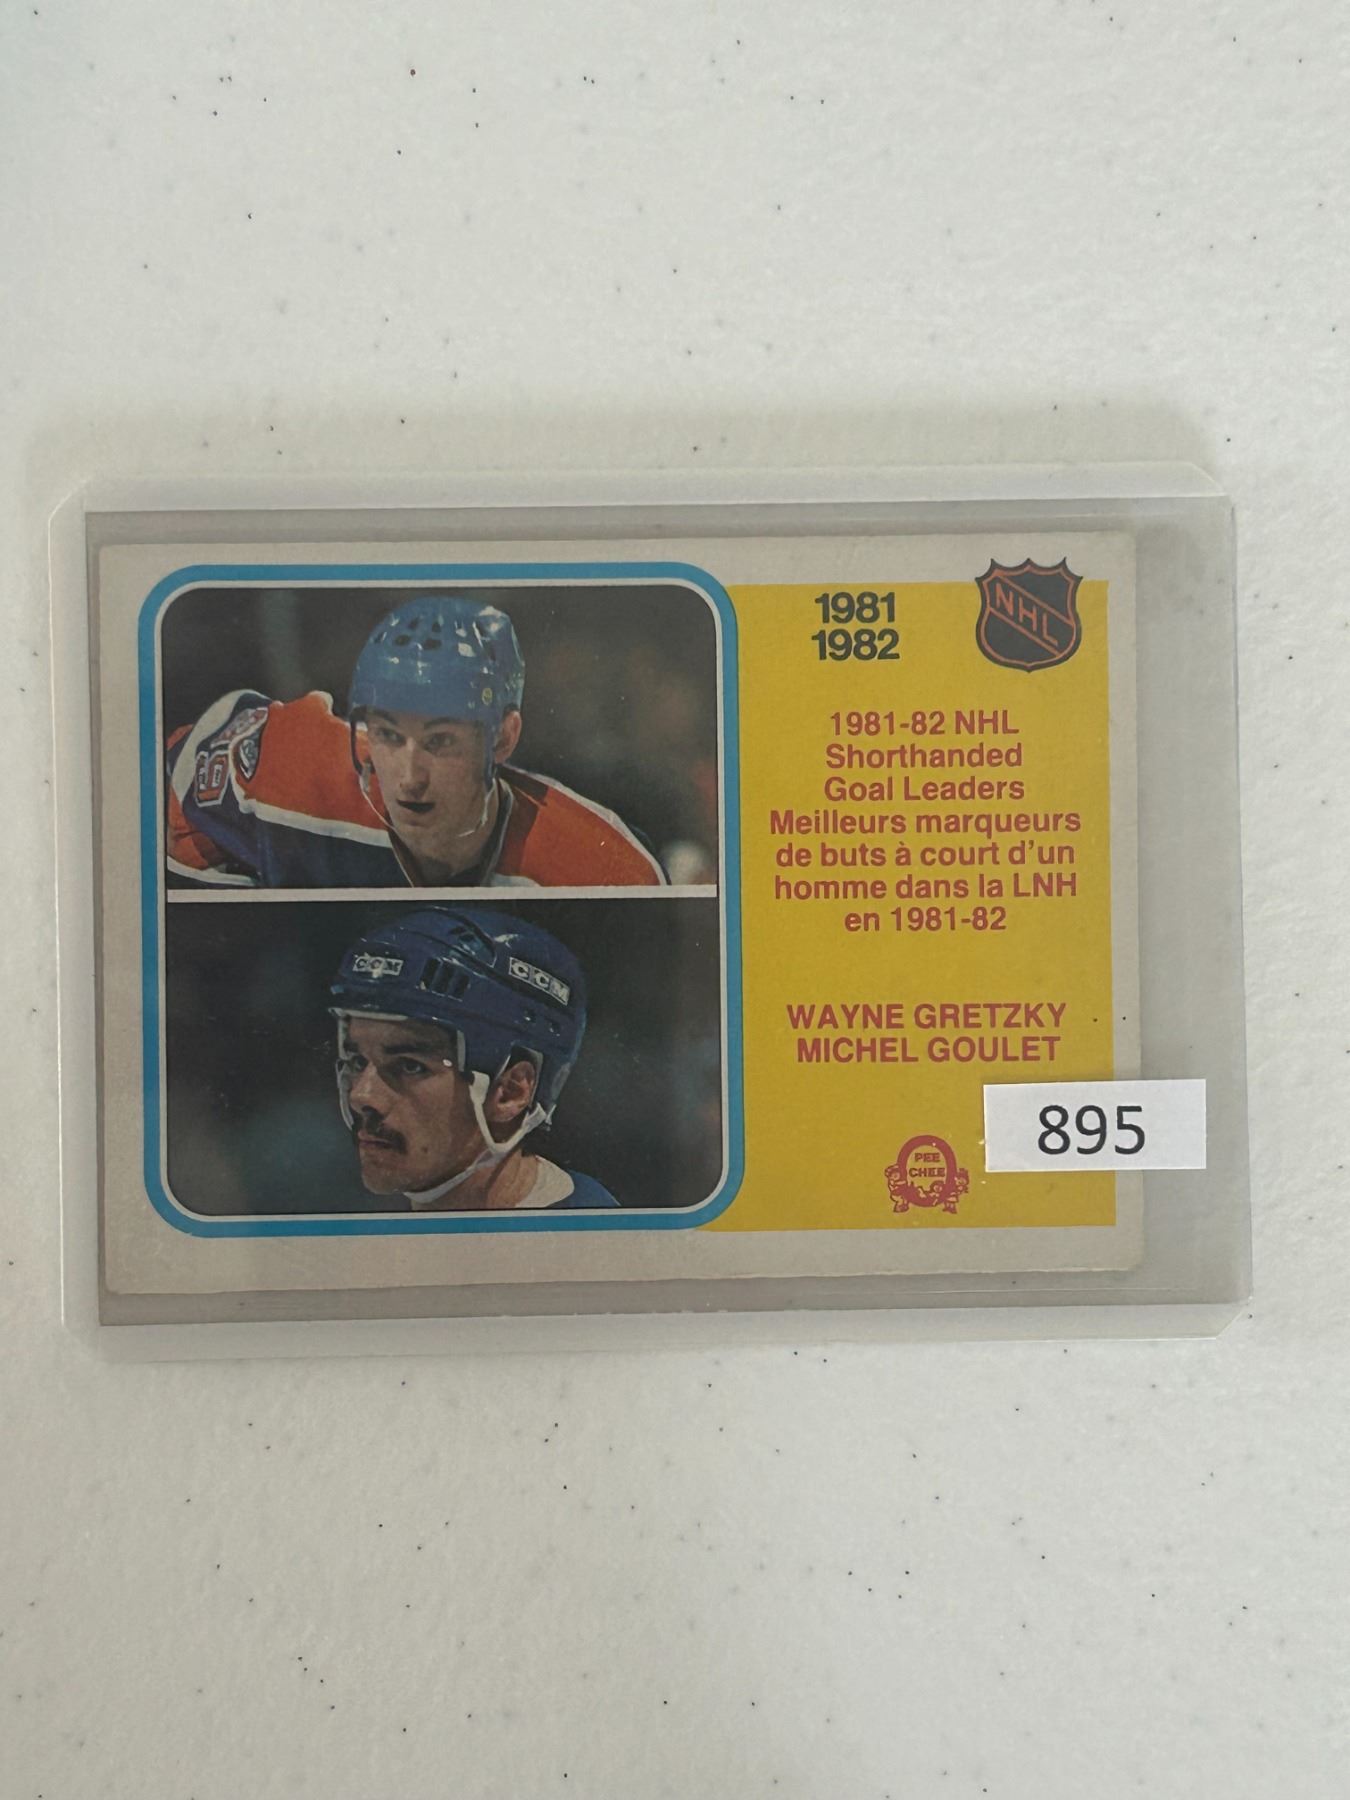 1981
1982
NHL
1981-82 NHL
Shorthanded
Goal Leaders
Meilleurs marqueurs
de buts à court d'un
homme dans la LNH
en 1981-82
WAYNE GRETZKY
MICHEL GOULET
895
PEE
CHEE
CCM
CCM